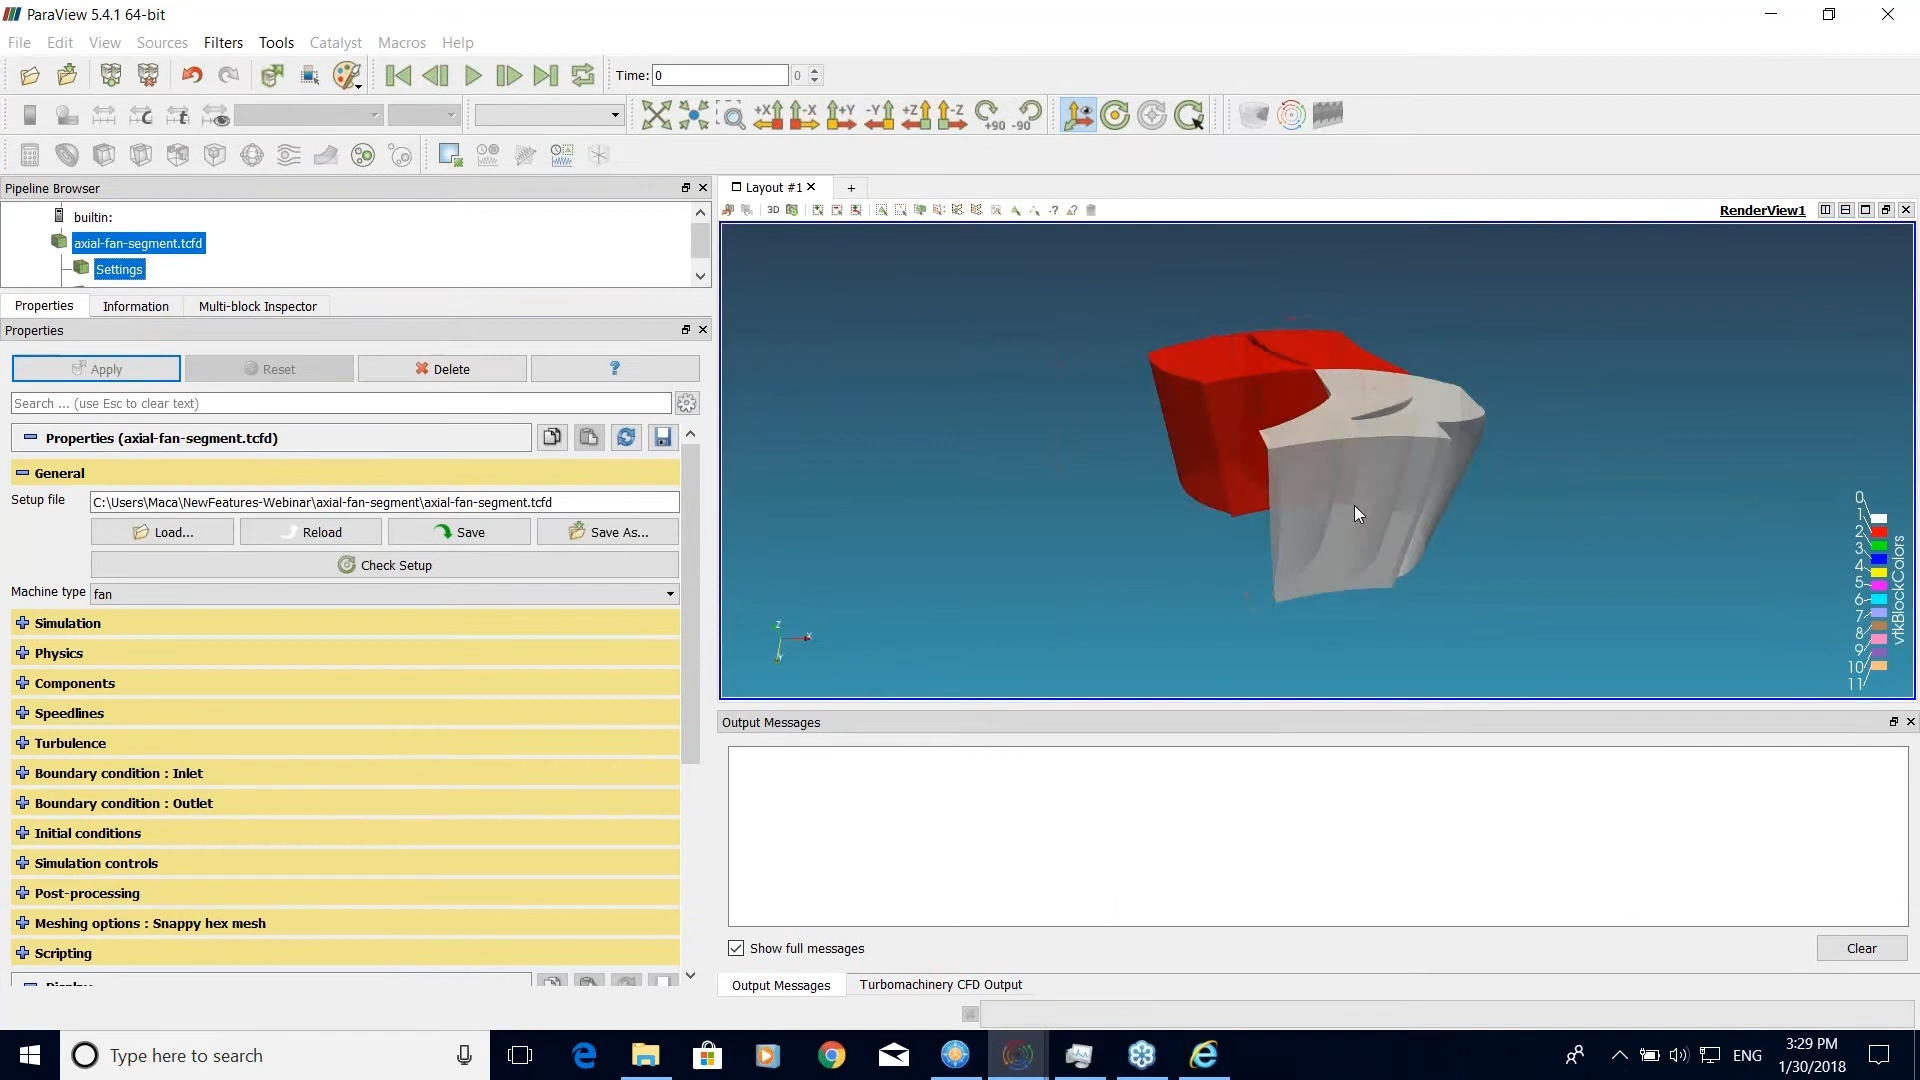 ParaView 5.4.1 64-bit
File Edit View Sources Filters Tools Catalyst Macros Help
Time: 0 0
+X -X +Y -Y +Z -Z +90 -90
Pipeline Browser
builtin:
axial-fan-segment.tcfd
Settings
Properties Information Multi-block Inspector
Properties
Apply Reset Delete ?
Search ... (use Esc to clear text)
Properties (axial-fan-segment.tcfd)
General
Setup file C:\Users\Maca\NewFeatures-Webinar\axial-fan-segment\axial-fan-segment.tcfd
Load... Reload Save Save As...
Check Setup
Machine type fan
Simulation
Physics
Components
Speedlines
Turbulence
Boundary condition : Inlet
Boundary condition : Outlet
Initial conditions
Simulation controls
Post-processing
Meshing options : Snappy hex mesh
Scripting
Layout #1 +
3D
RenderView1
Z
X
Y
0
1
2
3
4
5
6
7
8
9
10
11
vtkBlockColors
Output Messages
Show full messages
Clear
Output Messages Turbomachinery CFD Output
Type here to search
ENG
3:29 PM
1/30/2018